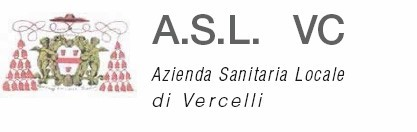 A.S.L. VC
Azienda Sanitaria Locale
di Vercelli